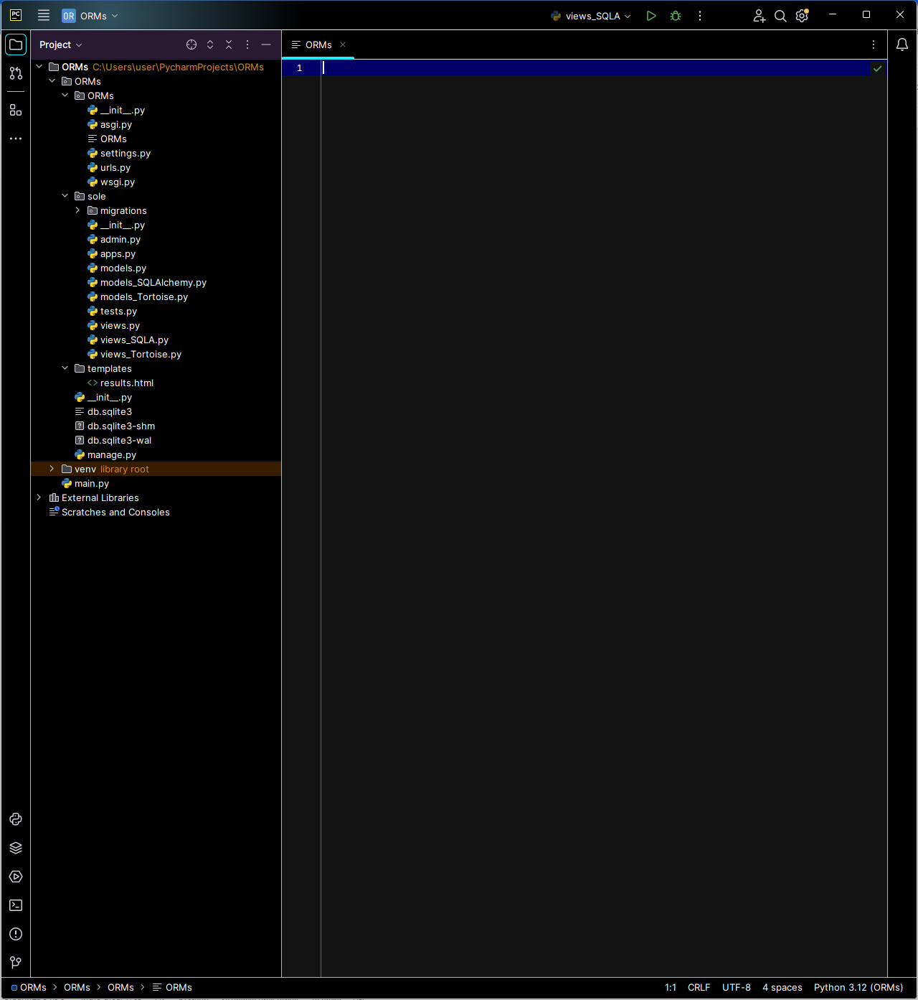 PC
OR ORMs
views_SQLA
Project
ORMs
ORMs C:\Users\user\PycharmProjects\ORMs
1
ORMs
ORMs
__init__.py
asgi.py
ORMs
settings.py
urls.py
wsgi.py
sole
migrations
__init__.py
admin.py
apps.py
models.py
models_SQLAlchemy.py
models_Tortoise.py
tests.py
views.py
views_SQLA.py
views_Tortoise.py
templates
<> results.html
__init__.py
db.sqlite3
? db.sqlite3-shm
? db.sqlite3-wal
manage.py
venv library root
main.py
External Libraries
Scratches and Consoles
ORMs > ORMs > ORMs > ORMs 1:1 CRLF UTF-8 4 spaces Python 3.12 (ORMs)